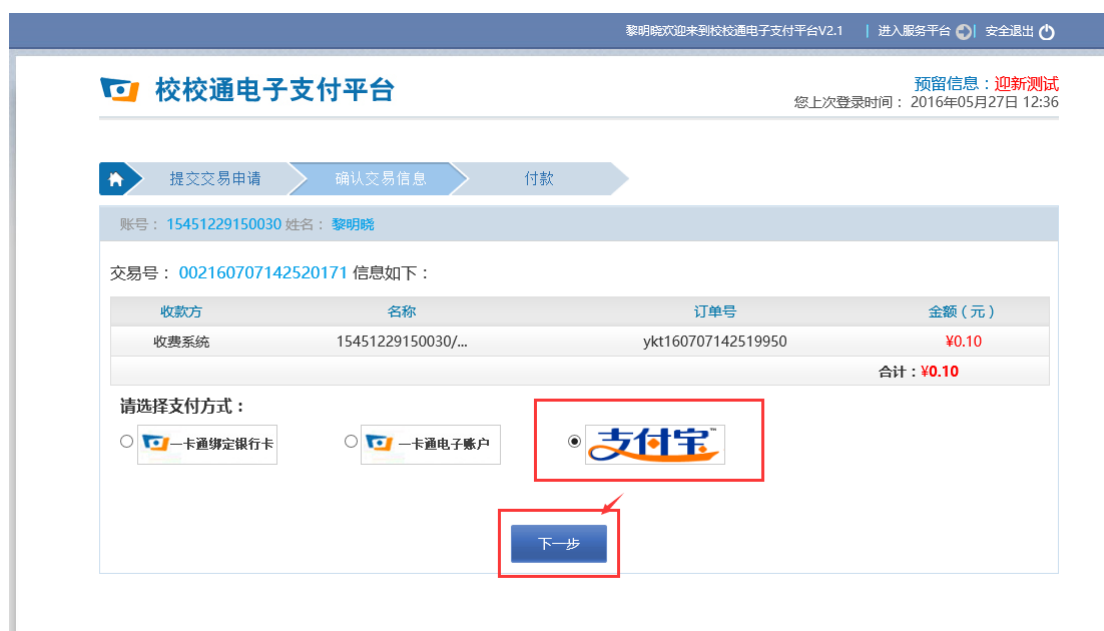 黎明晓欢迎来到校校通电子支付平台V2.1 | 进入服务平台 | 安全退出
校校通电子支付平台
预留信息：迎新测试
您上次登录时间： 2016年05月27日 12:36
提交交易申请 确认交易信息 付款
账号： 15451229150030 姓名： 黎明晓
交易号： 002160707142520171 信息如下：
收款方 名称 订单号 金额（元）
收费系统 15451229150030/... ykt160707142519950 ¥0.10
合计：¥0.10
请选择支付方式：
一卡通绑定银行卡 一卡通电子账户 支付宝™
下一步